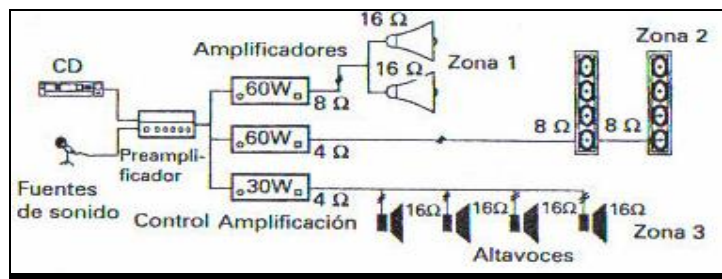 16 Ω
Amplificadores
Zona 2
CD
16 Ω
Zona 1
60W
8 Ω
8 Ω
8 Ω
60W
Preampli-
ficador
4 Ω
30W
Fuentes
de sonido
4 Ω
16Ω
16Ω
16Ω
16Ω
Control Amplificación
Zona 3
Altavoces